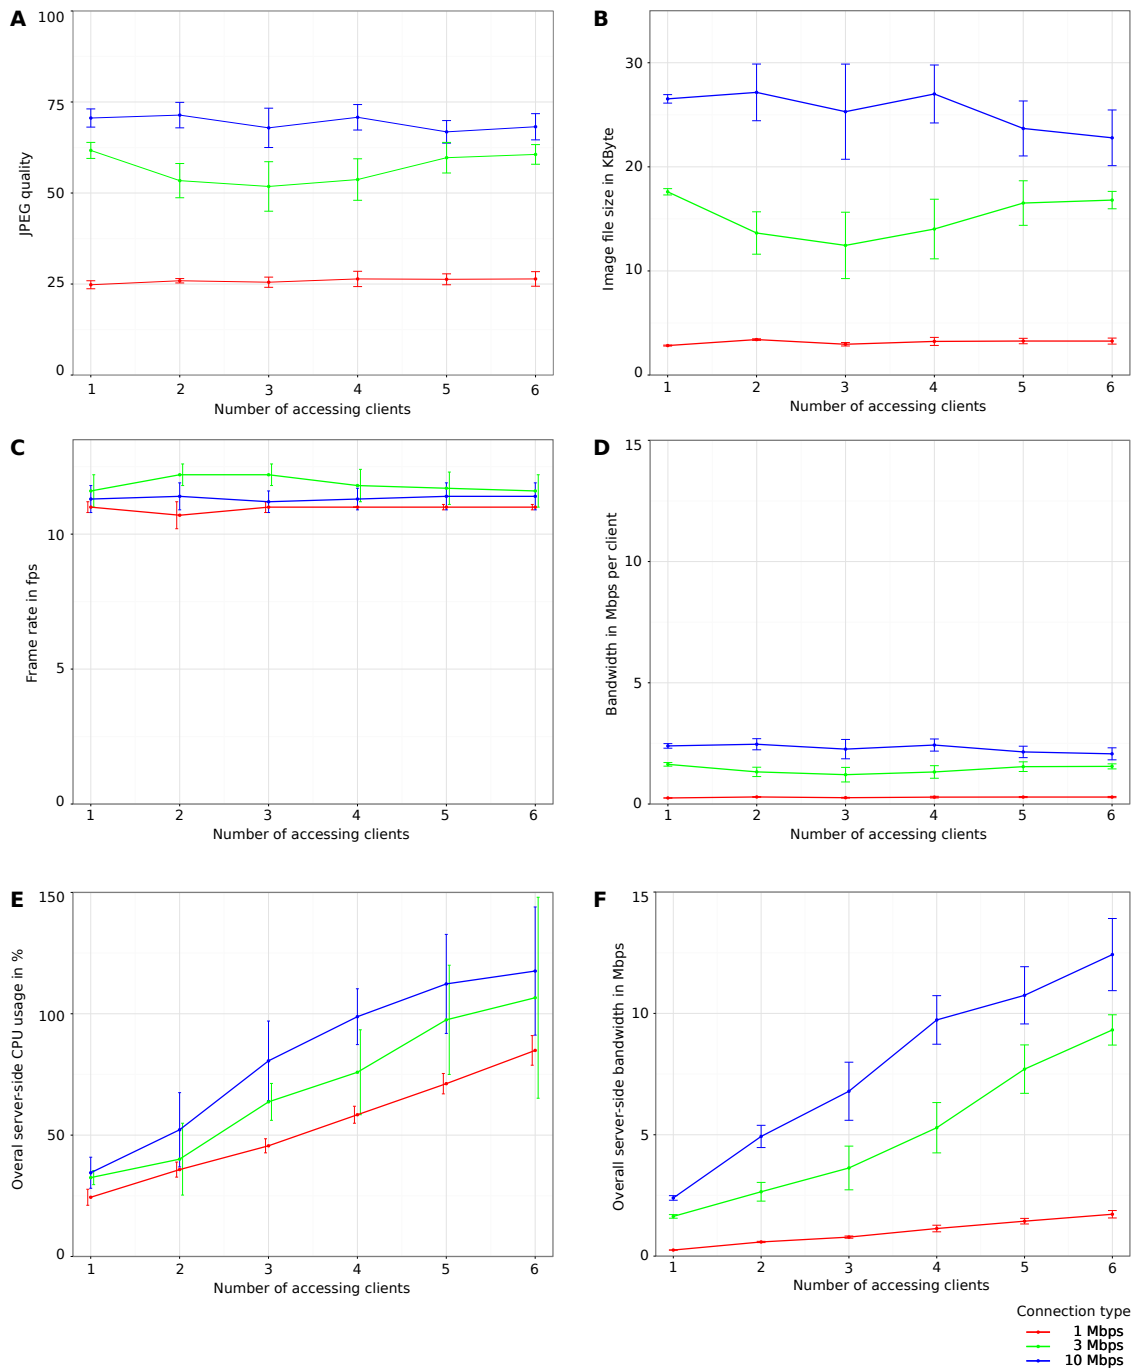 A
100
75
50
25
0
JPEG quality
1 2 3 4 5 6
Number of accessing clients
B
30
20
10
0
Image file size in KByte
1 2 3 4 5 6
Number of accessing clients
C
10
5
0
Frame rate in fps
1 2 3 4 5 6
Number of accessing clients
D
15
10
5
0
Bandwidth in Mbps per client
1 2 3 4 5 6
Number of accessing clients
E
150
100
50
0
Overall server-side CPU usage in %
1 2 3 4 5 6
Number of accessing clients
F
15
10
5
0
Overall server-side bandwidth in Mbps
1 2 3 4 5 6
Number of accessing clients
Connection type
1 Mbps
3 Mbps
10 Mbps